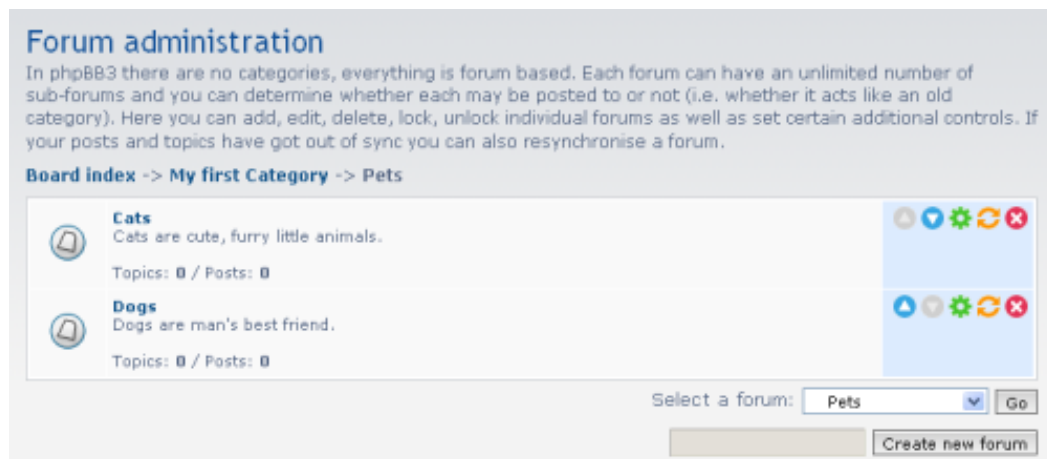 Forum administration
In phpBB3 there are no categories, everything is forum based. Each forum can have an unlimited number of
sub-forums and you can determine whether each may be posted to or not (i.e. whether it acts like an old
category). Here you can add, edit, delete, lock, unlock individual forums as well as set certain additional controls. If
your posts and topics have got out of sync you can also resynchronise a forum.
Board index -> My first Category -> Pets
Cats
Cats are cute, furry little animals.
Topics: 0 / Posts: 0
Dogs
Dogs are man's best friend.
Topics: 0 / Posts: 0
Select a forum: Pets Go
Create new forum